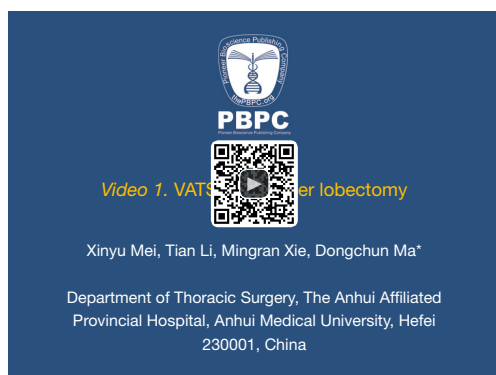 Pioneer Bioscience Publishing Company
thePBPC.org
PBPC
Pioneer Bioscience Publishing Company
Video 1. VATS er lobectomy
Xinyu Mei, Tian Li, Mingran Xie, Dongchun Ma*
Department of Thoracic Surgery, The Anhui Affiliated
Provincial Hospital, Anhui Medical University, Hefei
230001, China